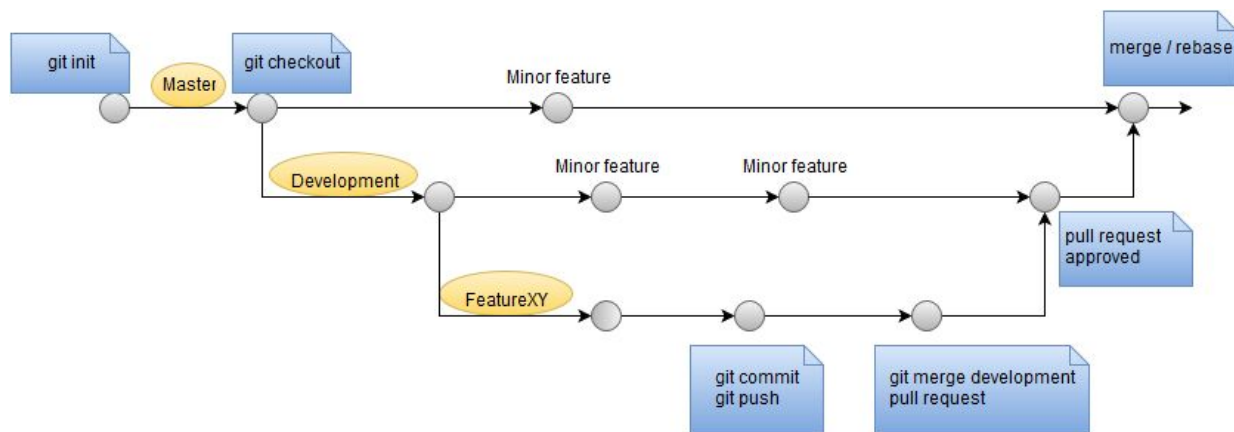 git init
Master
git checkout
Minor feature
merge / rebase
Development
Minor feature
Minor feature
pull request
approved
FeatureXY
git commit
git push
git merge development
pull request